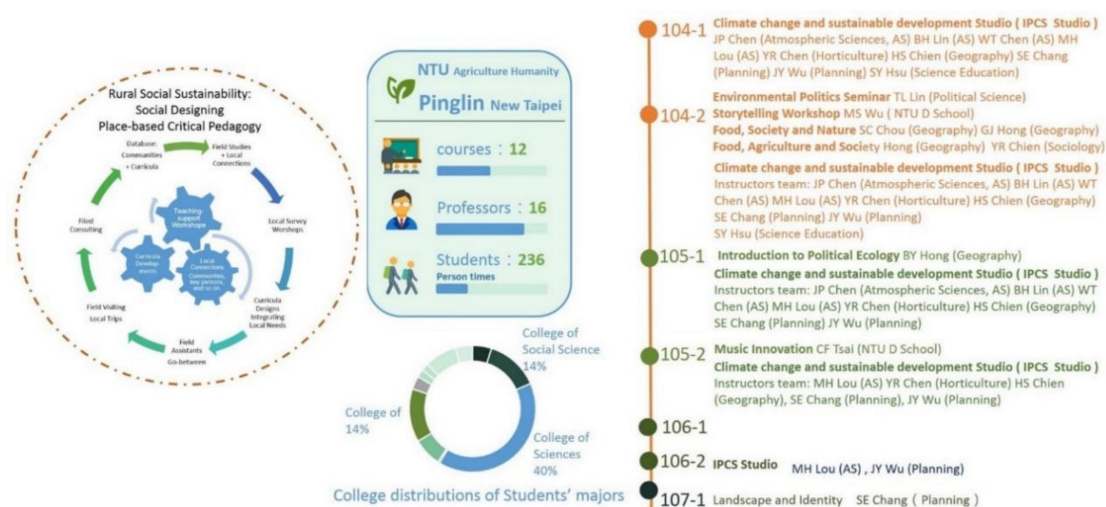 Rural Social Sustainability:
Social Designing
Place-based Critical Pedagogy
Database:
Communities
+ Curricula
Field Studies
+ Local
Connections
Local Survey
Worshops
Curricula
Designs
Integrating
Local Needs
Field
Assistants
Go-between
Field Visiting
Local Trips
Filed
Consulting
Teaching-
support
Workshops
Curricula
Develop-
ments
Local
Connections
Communities,
key persons,
and so on
NTU Agriculture Humanity
Pinglin New Taipei
courses : 12
Professors : 16
Students : 236
Person times
College of
Social Science
14%
College of
14%
College of
Sciences
40%
College distributions of Students' majors
104-1 Climate change and sustainable development Studio ( IPCS Studio )
JP Chen (Atmospheric Sciences, AS) BH Lin (AS) WT Chen (AS) MH
Lou (AS) YR Chen (Horticulture) HS Chien (Geography) SE Chang
(Planning) JY Wu (Planning) SY Hsu (Science Education)
Environmental Politics Seminar TL Lin (Political Science)
104-2 Storytelling Workshop MS Wu ( NTU D School)
Food, Society and Nature SC Chou (Geography) GJ Hong (Geography)
Food, Agriculture and Society Hong (Geography) YR Chien (Sociology)
Climate change and sustainable development Studio ( IPCS Studio )
Instructors team: JP Chen (Atmospheric Sciences, AS) BH Lin (AS) WT
Chen (AS) MH Lou (AS) YR Chen (Horticulture) HS Chien (Geography)
SE Chang (Planning) JY Wu (Planning)
SY Hsu (Science Education)
105-1 Introduction to Political Ecology BY Hong (Geography)
Climate change and sustainable development Studio ( IPCS Studio )
Instructors team: JP Chen (Atmospheric Sciences, AS) BH Lin (AS) WT
Chen (AS) MH Lou (AS) YR Chen (Horticulture) HS Chien (Geography)
SE Chang (Planning) JY Wu (Planning)
105-2 Music Innovation CF Tsai (NTU D School)
Climate change and sustainable development Studio ( IPCS Studio )
Instructors team: MH Lou (AS) YR Chen (Horticulture) HS Chien
(Geography), SE Chang (Planning), JY Wu (Planning)
106-1
106-2 IPCS Studio MH Lou (AS) , JY Wu (Planning)
107-1 Landscape and Identity SE Chang ( Planning )